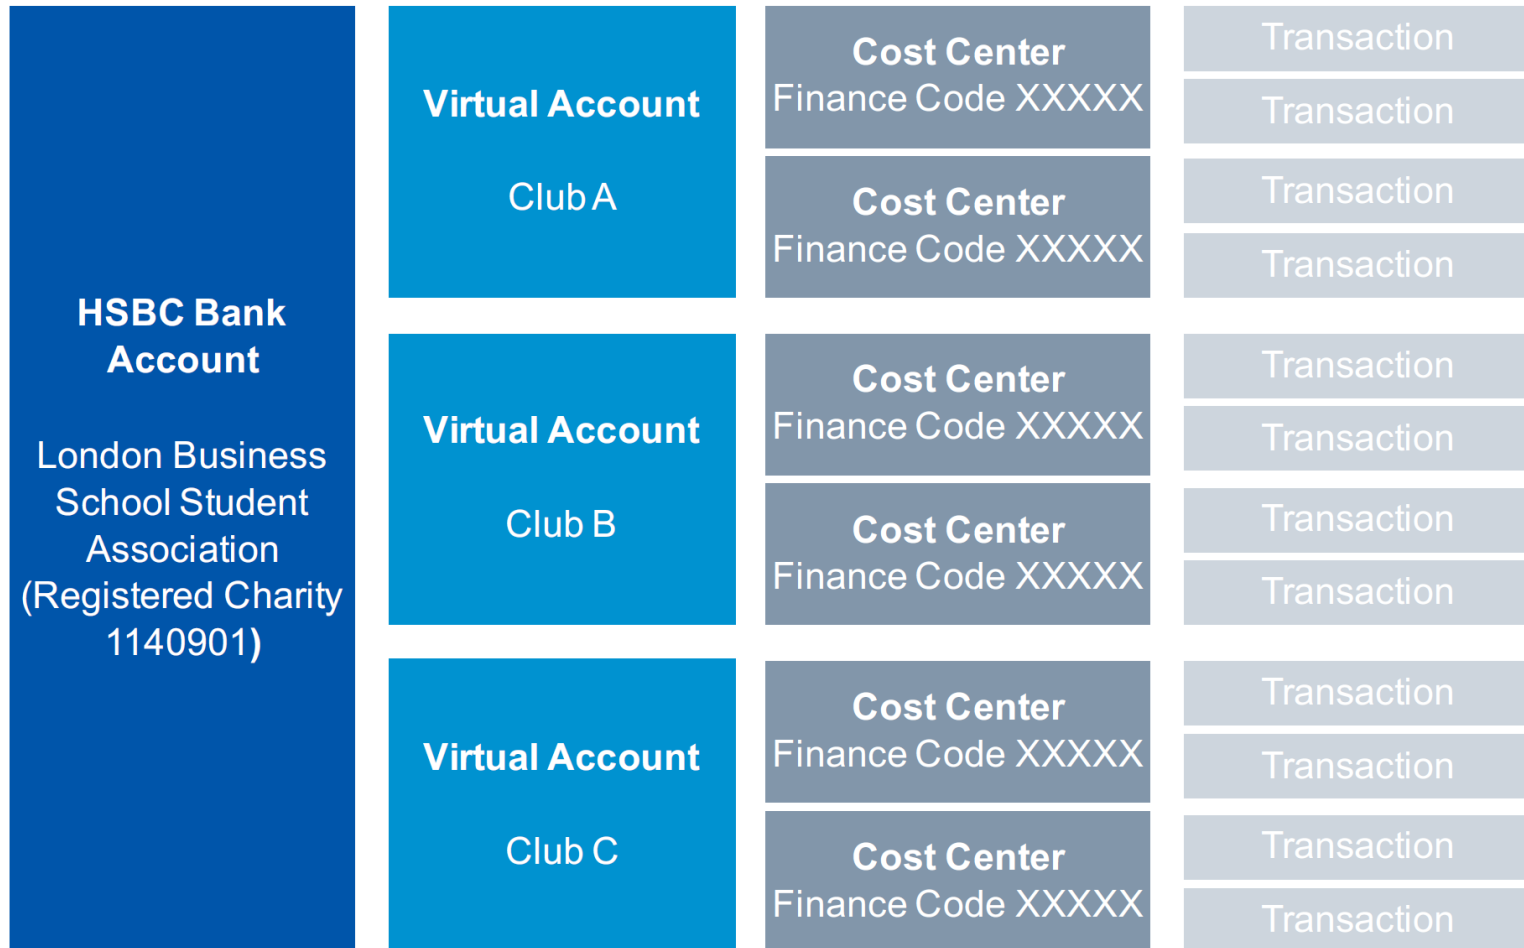 HSBC Bank
Account
London Business
School Student
Association
(Registered Charity
1140901)
Virtual Account
Club A
Cost Center
Finance Code XXXXX
Cost Center
Finance Code XXXXX
Transaction
Transaction
Transaction
Transaction
Virtual Account
Club B
Cost Center
Finance Code XXXXX
Cost Center
Finance Code XXXXX
Transaction
Transaction
Transaction
Transaction
Virtual Account
Club C
Cost Center
Finance Code XXXXX
Cost Center
Finance Code XXXXX
Transaction
Transaction
Transaction
Transaction